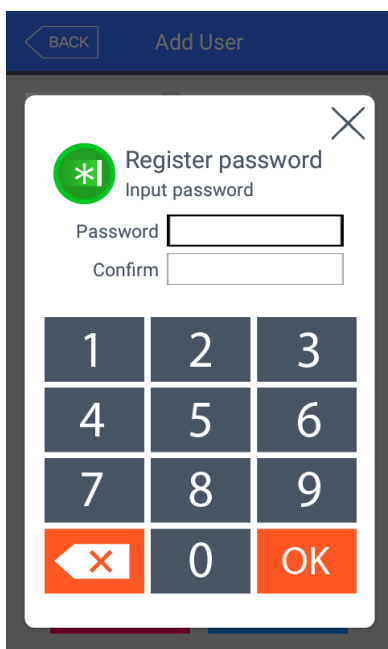 BACK
Add User
Register password
Input password
Password
Confirm
1 2 3
4 5 6
7 8 9
0 OK